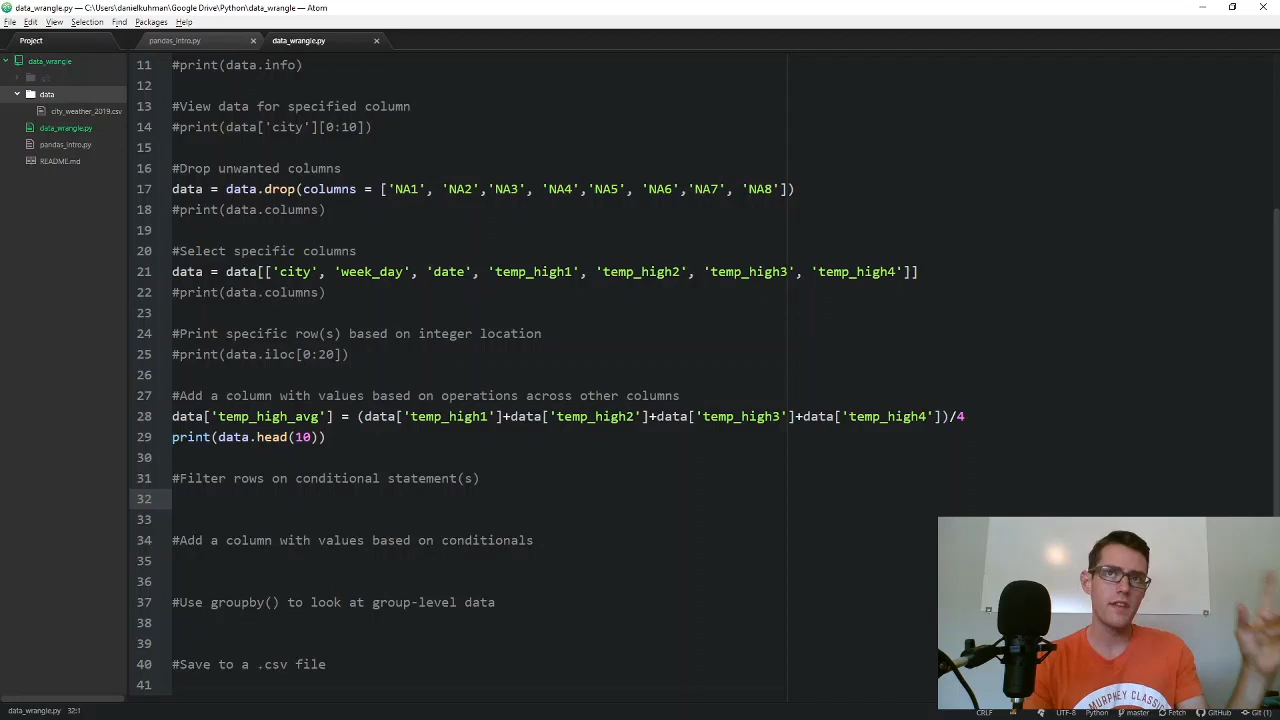 data_wrangle.py — C:\Users\danielkuhman\Google Drive\Python\data_wrangle — Atom
File Edit View Selection Find Packages Help
Project
pandas_intro.py
data_wrangle.py
data_wrangle
data
city_weather_2019.csv
data_wrangle.py
pandas_intro.py
README.md
11 #print(data.info)
12
13 #View data for specified column
14 #print(data['city'][0:10])
15
16 #Drop unwanted columns
17 data = data.drop(columns = ['NA1', 'NA2','NA3', 'NA4','NA5', 'NA6','NA7', 'NA8'])
18 #print(data.columns)
19
20 #Select specific columns
21 data = data[['city', 'week_day', 'date', 'temp_high1', 'temp_high2', 'temp_high3', 'temp_high4']]
22 #print(data.columns)
23
24 #Print specific row(s) based on integer location
25 #print(data.iloc[0:20])
26
27 #Add a column with values based on operations across other columns
28 data['temp_high_avg'] = (data['temp_high1']+data['temp_high2']+data['temp_high3']+data['temp_high4'])/4
29 print(data.head(10))
30
31 #Filter rows on conditional statement(s)
32
33
34 #Add a column with values based on conditionals
35
36
37 #Use groupby() to look at group-level data
38
39
40 #Save to a .csv file
41
MURPHEY CLASSIC
data_wrangle.py 32:1
CRLF UTF-8 Python master Fetch GitHub Git (1)